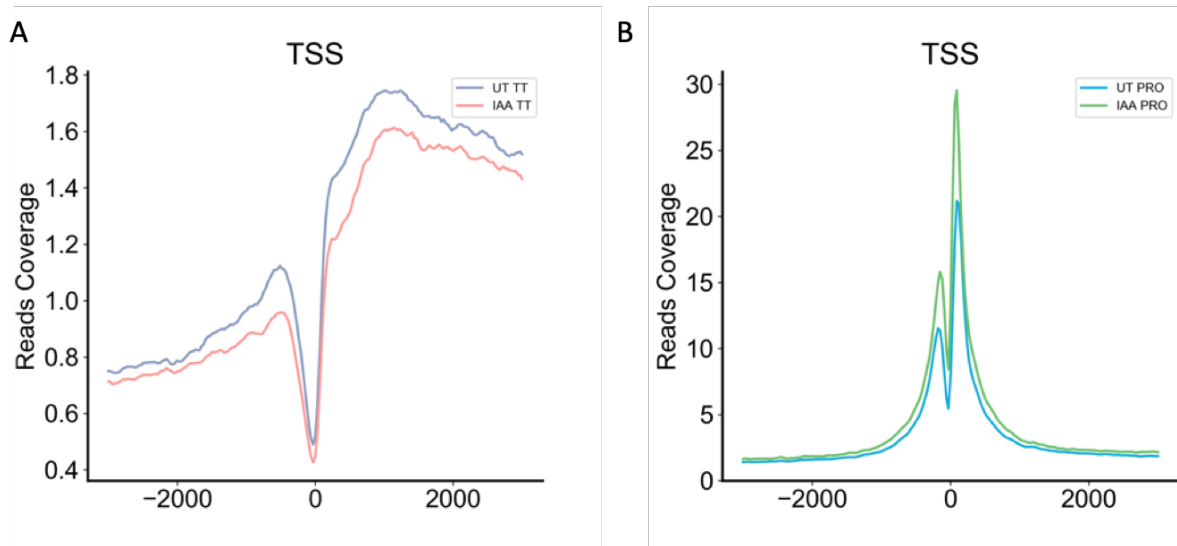 A
TSS
1.8
1.6
1.4
1.2
1.0
0.8
0.6
0.4
Reads Coverage
UT TT
IAA TT
−2000
0
2000
B
TSS
30
25
20
15
10
5
0
Reads Coverage
UT PRO
IAA PRO
−2000
0
2000